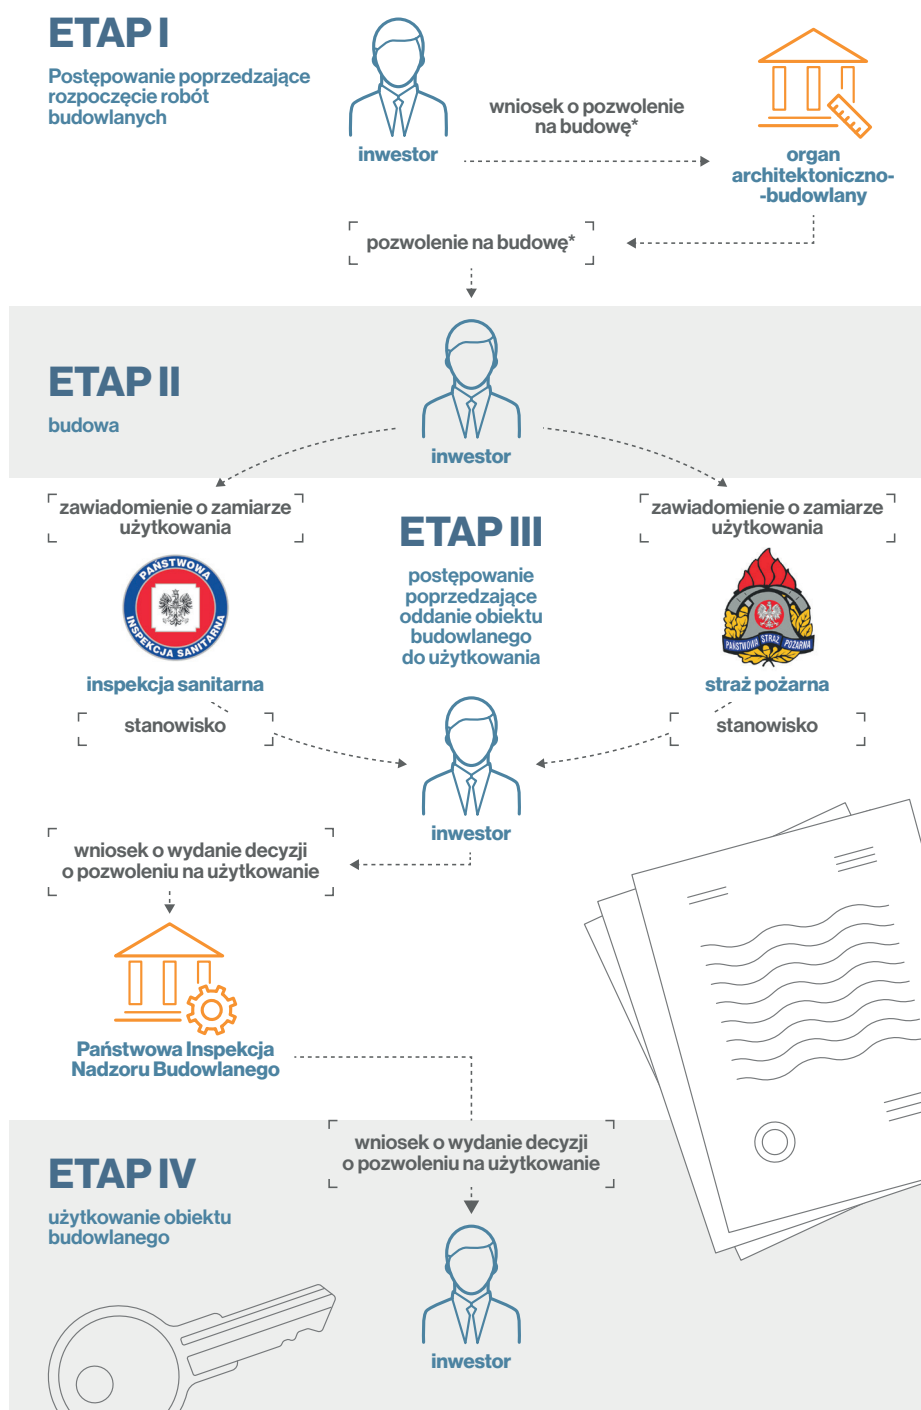 ETAP I
Postępowanie poprzedzające
rozpoczęcie robót
budowlanych
inwestor
wniosek o pozwolenie
na budowę*
organ
architektoniczno-
-budowlany
pozwolenie na budowę*
ETAP II
budowa
inwestor
zawiadomienie o zamiarze
użytkowania
PAŃSTWOWA
INSPEKCJA SANITARNA
inspekcja sanitarna
stanowisko
ETAP III
postępowanie
poprzedzające
oddanie obiektu
budowlanego
do użytkowania
zawiadomienie o zamiarze
użytkowania
PAŃSTWOWA STRAŻ POŻARNA
straż pożarna
stanowisko
inwestor
wniosek o wydanie decyzji
o pozwoleniu na użytkowanie
Państwowa Inspekcja
Nadzoru Budowlanego
ETAP IV
użytkowanie obiektu
budowlanego
wniosek o wydanie decyzji
o pozwoleniu na użytkowanie
inwestor